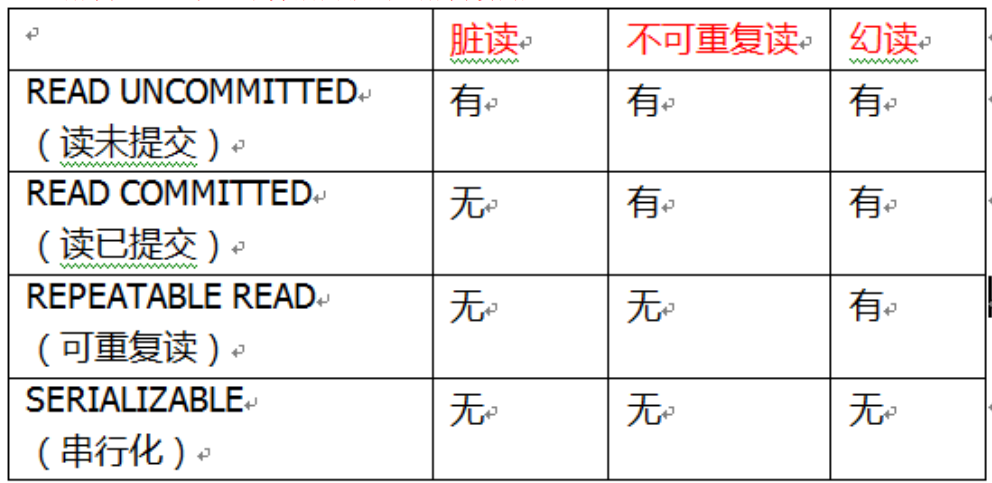 脏读 不可重复读 幻读
READ UNCOMMITTED 有 有 有
（读未提交）
READ COMMITTED 无 有 有
（读已提交）
REPEATABLE READ 无 无 有
（可重复读）
SERIALIZABLE 无 无 无
（串行化）